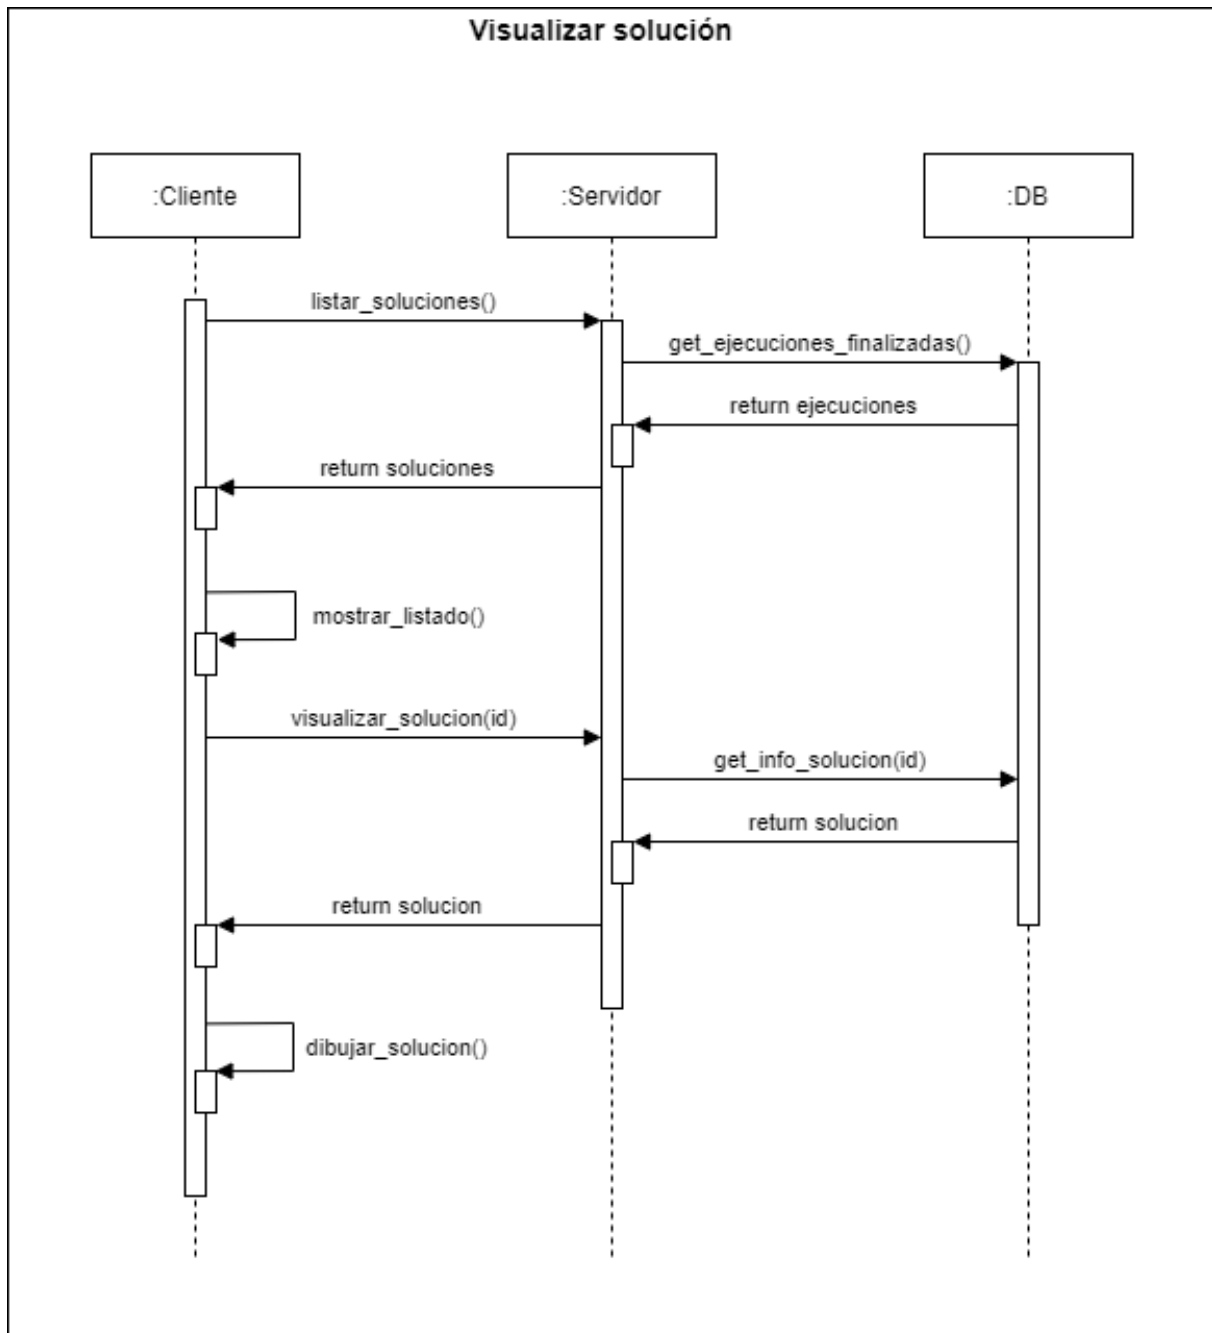 Visualizar solución
:Cliente
:Servidor
:DB
listar_soluciones()
get_ejecuciones_finalizadas()
return ejecuciones
return soluciones
mostrar_listado()
visualizar_solucion(id)
get_info_solucion(id)
return solucion
return solucion
dibujar_solucion()